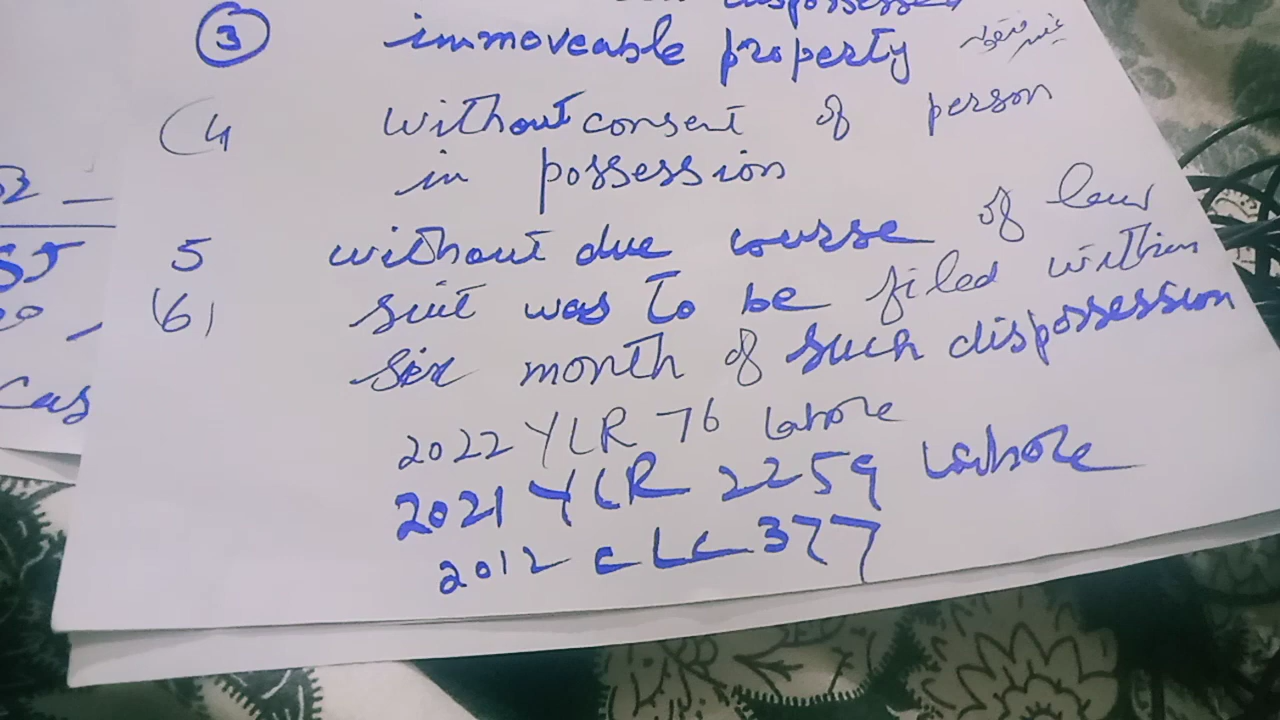 dispossessed
③ immoveable property غیر منقولہ
(4 without consent of person
in possession
5 without due course of law
(6) suit was to be filed within
six month of such dispossession
2022 YLR 76 Lahore
2021 YLR 2259 Lahore
2012 CLC 377
Cas